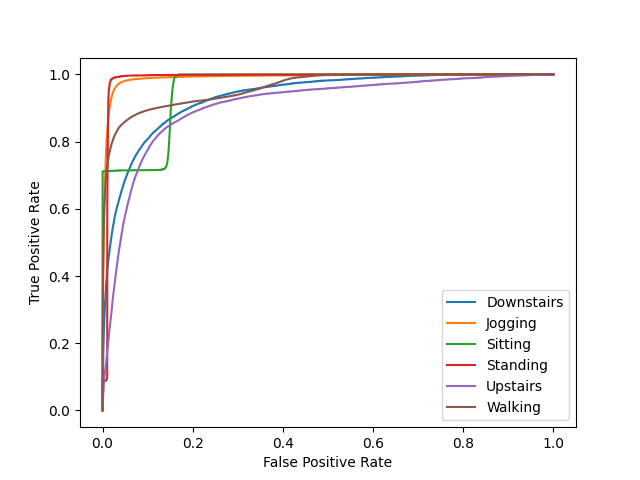 1.0
0.8
0.6
0.4
0.2
0.0
True Positive Rate
0.0 0.2 0.4 0.6 0.8 1.0
False Positive Rate
Downstairs
Jogging
Sitting
Standing
Upstairs
Walking